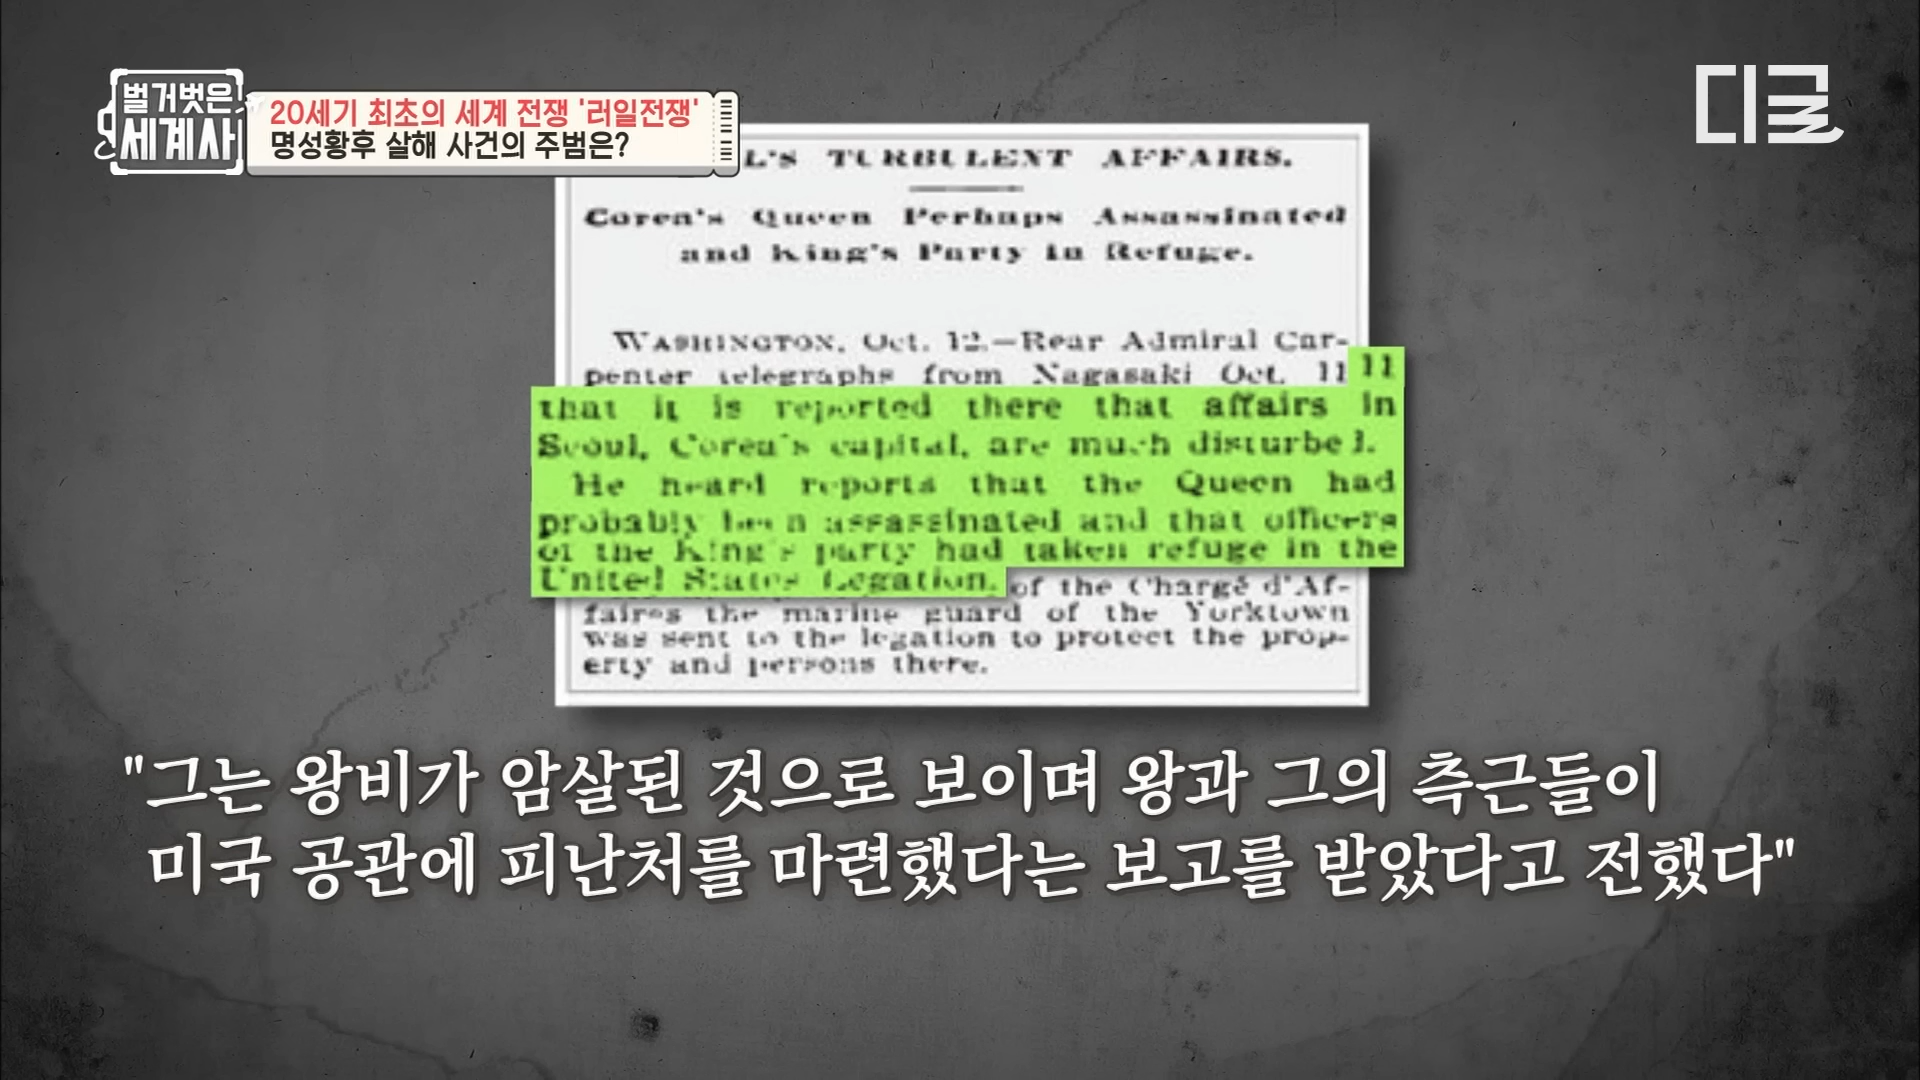 벌거벗은
세계사
20세기 최초의 세계 전쟁 '러일전쟁'
명성황후 살해 사건의 주범은?
디글
L'S TURBULENT AFFAIRS.
Corea's Queen Perhaps Assassinated
and King's Party in Refuge.
WASHINGTON, Oct. 12.—Rear Admiral Car-
penter telegraphs from Nagasaki Oct. 11 11
that it is reported there that affairs in
Seoul, Corea's capital, are much disturbed.
He heard reports that the Queen had
probably been assassinated and that officers
of the King's party had taken refuge in the
United States Legation.
of the Chargé d'Af-
faires the marine guard of the Yorktown
was sent to the legation to protect the prop-
erty and persons there.
"그는 왕비가 암살된 것으로 보이며 왕과 그의 측근들이
미국 공관에 피난처를 마련했다는 보고를 받았다고 전했다"